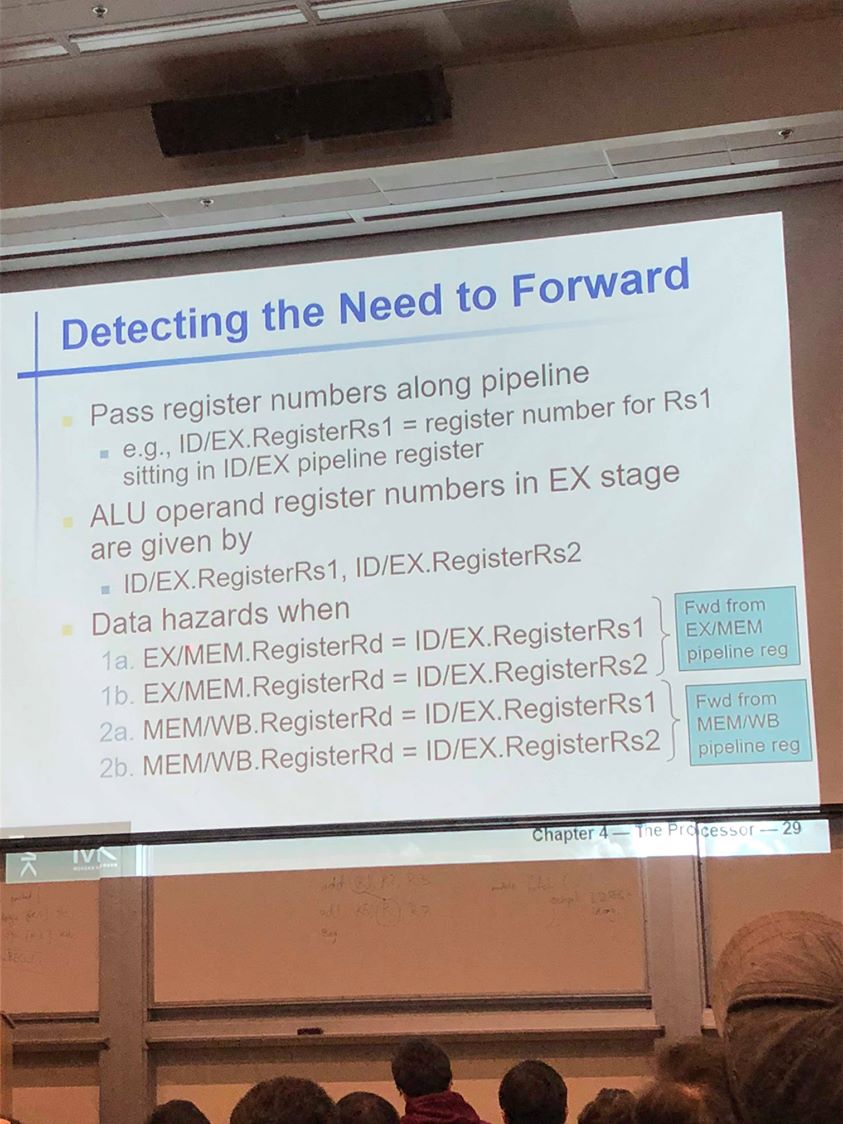 Detecting the Need to Forward
Pass register numbers along pipeline
e.g., ID/EX.RegisterRs1 = register number for Rs1
sitting in ID/EX pipeline register
ALU operand register numbers in EX stage
are given by
ID/EX.RegisterRs1, ID/EX.RegisterRs2
Data hazards when
1a. EX/MEM.RegisterRd = ID/EX.RegisterRs1
1b. EX/MEM.RegisterRd = ID/EX.RegisterRs2
2a. MEM/WB.RegisterRd = ID/EX.RegisterRs1
2b. MEM/WB.RegisterRd = ID/EX.RegisterRs2
Fwd from
EX/MEM
pipeline reg
Fwd from
MEM/WB
pipeline reg
Chapter 4 — The Processor — 29